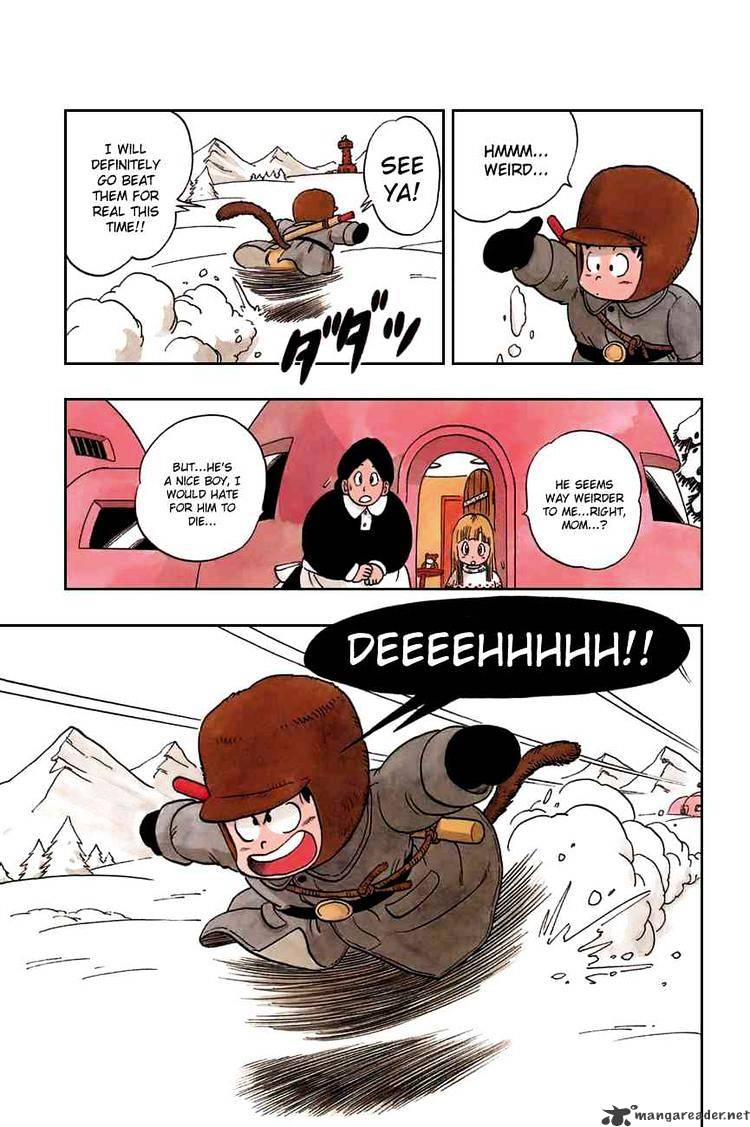 HMMM...
WEIRD...
SEE
YA!
I WILL
DEFINITELY
GO BEAT
THEM FOR
REAL THIS
TIME!!
ダダダッ
HE SEEMS
WAY WEIRDER
TO ME...RIGHT,
MOM...?
BUT...HE'S
A NICE BOY, I
WOULD HATE
FOR HIM TO
DIE...
DEEEEHHHHH!!
mangareader.net